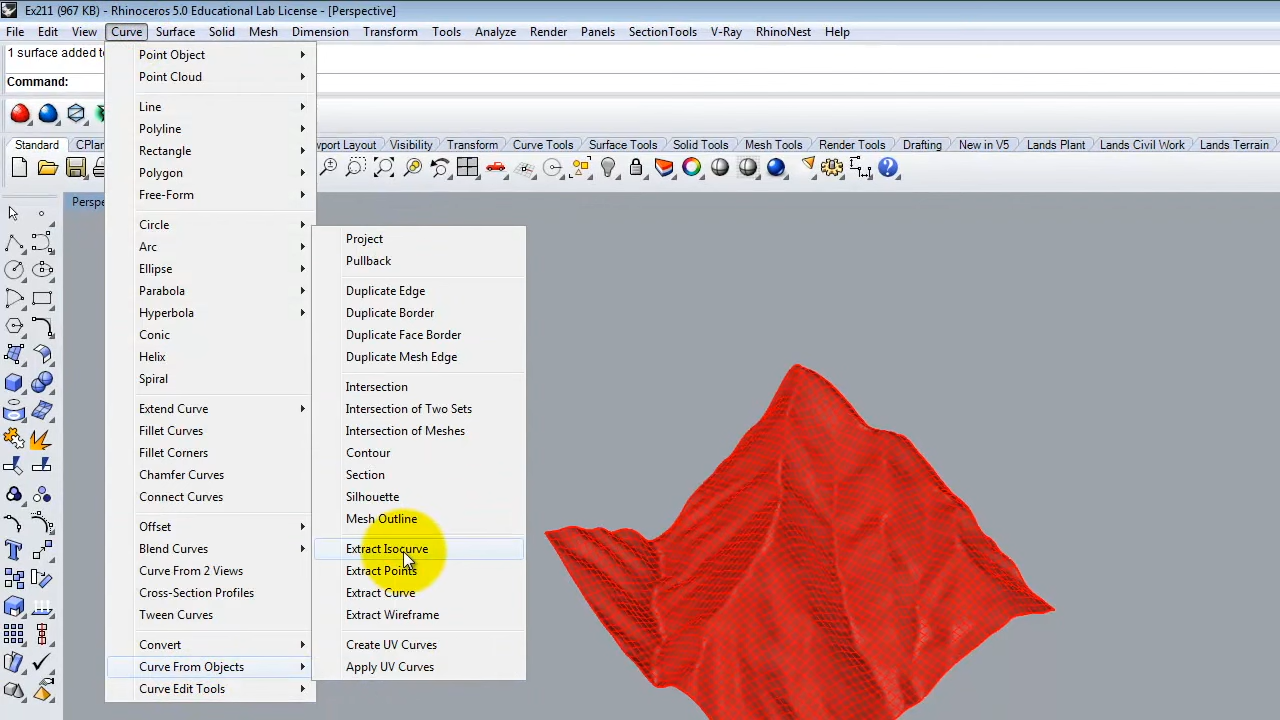 Ex211 (967 KB) - Rhinoceros 5.0 Educational Lab License - [Perspective]
File Edit View Curve Surface Solid Mesh Dimension Transform Tools Analyze Render Panels SectionTools V-Ray RhinoNest Help
1 surface added to
Command:
Standard CPlan port Layout Visibility Transform Curve Tools Surface Tools Solid Tools Mesh Tools Render Tools Drafting New in V5 Lands Plant Lands Civil Work Lands Terrain
Perspe
Point Object
Point Cloud
Line
Polyline
Rectangle
Polygon
Free-Form
Circle
Arc
Ellipse
Parabola
Hyperbola
Conic
Helix
Spiral
Extend Curve
Fillet Curves
Fillet Corners
Chamfer Curves
Connect Curves
Offset
Blend Curves
Curve From 2 Views
Cross-Section Profiles
Tween Curves
Convert
Curve From Objects
Curve Edit Tools
Project
Pullback
Duplicate Edge
Duplicate Border
Duplicate Face Border
Duplicate Mesh Edge
Intersection
Intersection of Two Sets
Intersection of Meshes
Contour
Section
Silhouette
Mesh Outline
Extract Isocurve
Extract Points
Extract Curve
Extract Wireframe
Create UV Curves
Apply UV Curves